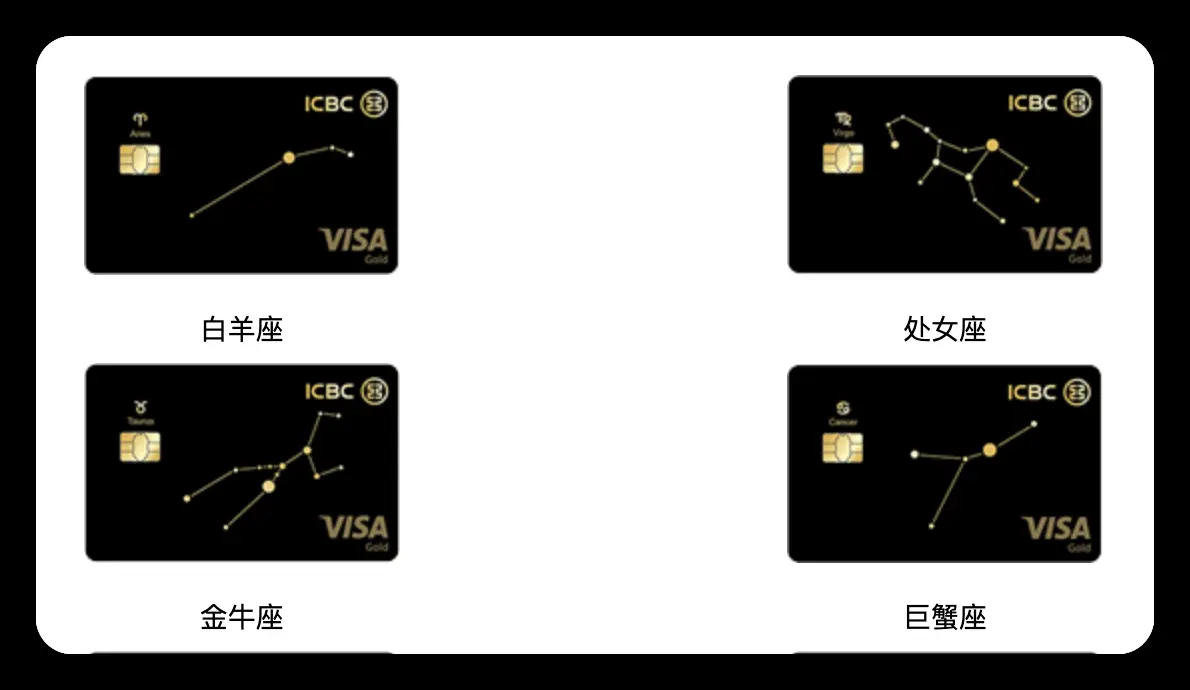 ICBC
Aries
VISA
Gold
白羊座
ICBC
Virgo
VISA
Gold
处女座
ICBC
Taurus
VISA
Gold
金牛座
ICBC
Cancer
VISA
Gold
巨蟹座